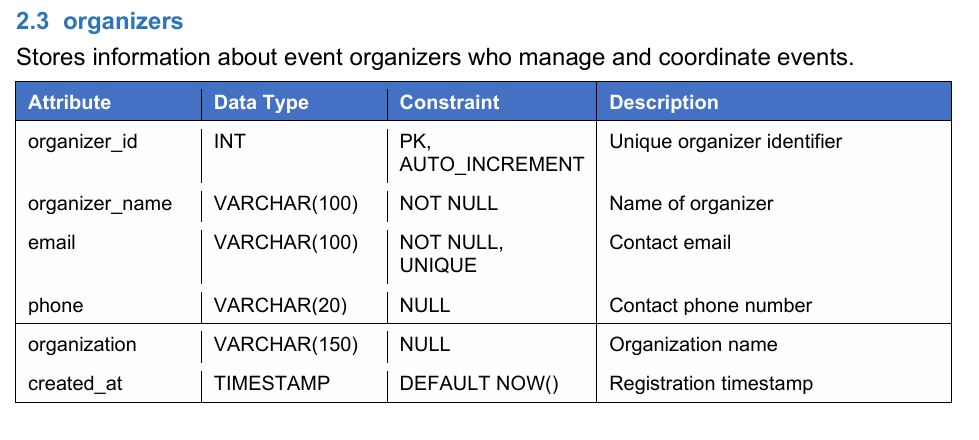 2.3 organizers
Stores information about event organizers who manage and coordinate events.
Attribute Data Type Constraint Description
organizer_id INT PK, AUTO_INCREMENT Unique organizer identifier
organizer_name VARCHAR(100) NOT NULL Name of organizer
email VARCHAR(100) NOT NULL, UNIQUE Contact email
phone VARCHAR(20) NULL Contact phone number
organization VARCHAR(150) NULL Organization name
created_at TIMESTAMP DEFAULT NOW() Registration timestamp